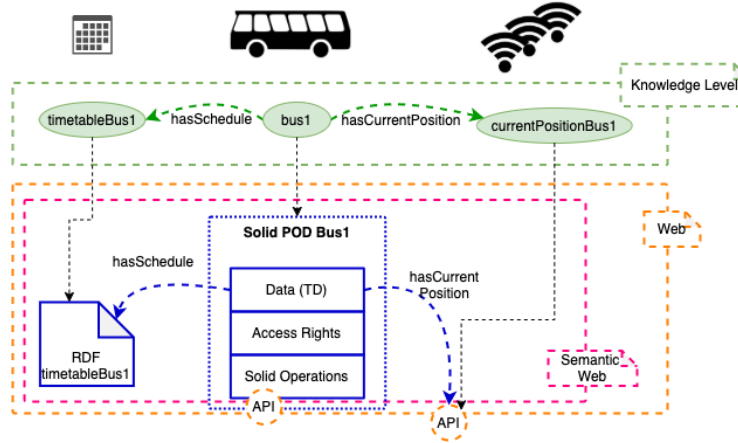 Knowledge Level
timetableBus1
hasSchedule
bus1
hasCurrentPosition
currentPositionBus1
Web
Solid POD Bus1
hasSchedule
hasCurrent
Position
Data (TD)
Access Rights
Solid Operations
RDF
timetableBus1
Semantic
Web
API
API